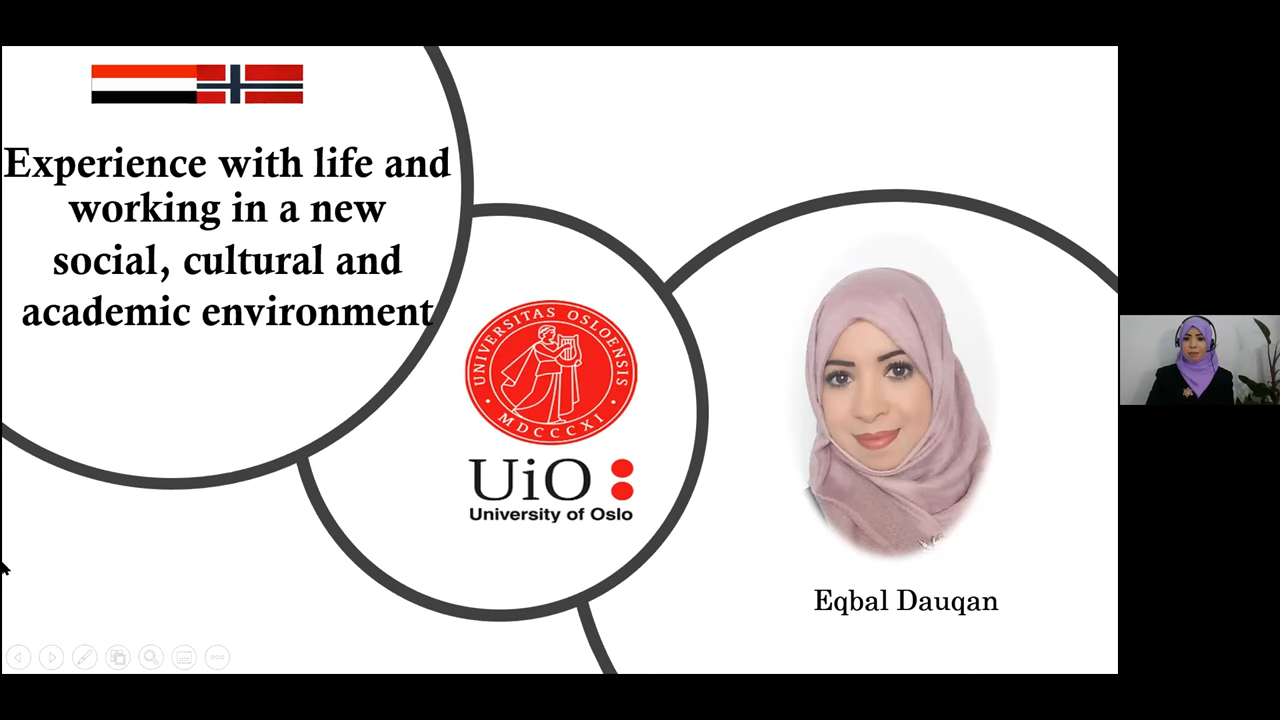 Experience with life and
working in a new
social, cultural and
academic environment
UNIVERSITAS OSLOENSIS
MDCCCXI
UiO
University of Oslo
Eqbal Dauqan